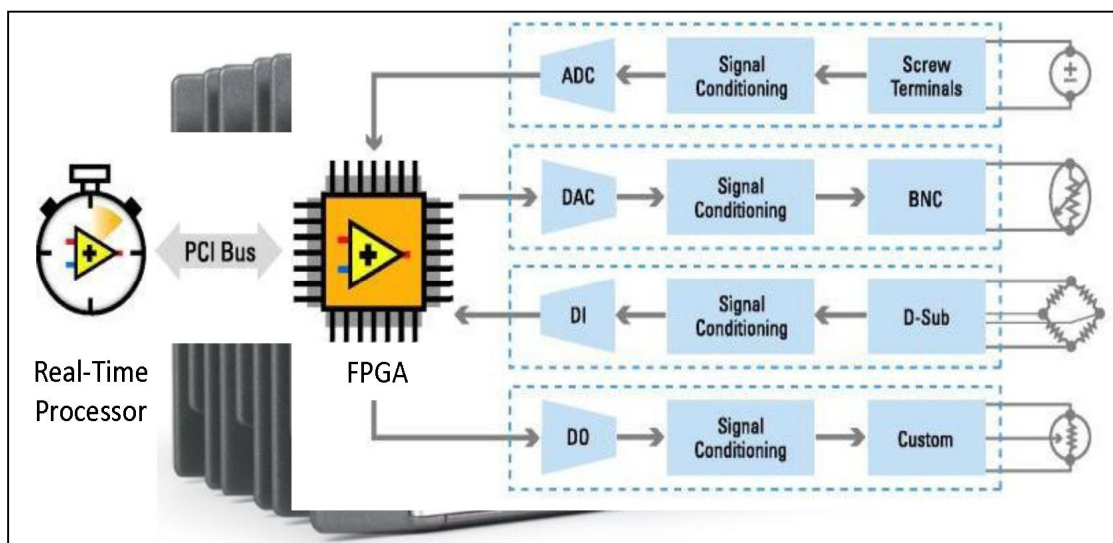 ADC
Signal
Conditioning
Screw
Terminals
DAC
Signal
Conditioning
BNC
PCI Bus
DI
Signal
Conditioning
D-Sub
Real-Time
Processor
FPGA
DO
Signal
Conditioning
Custom